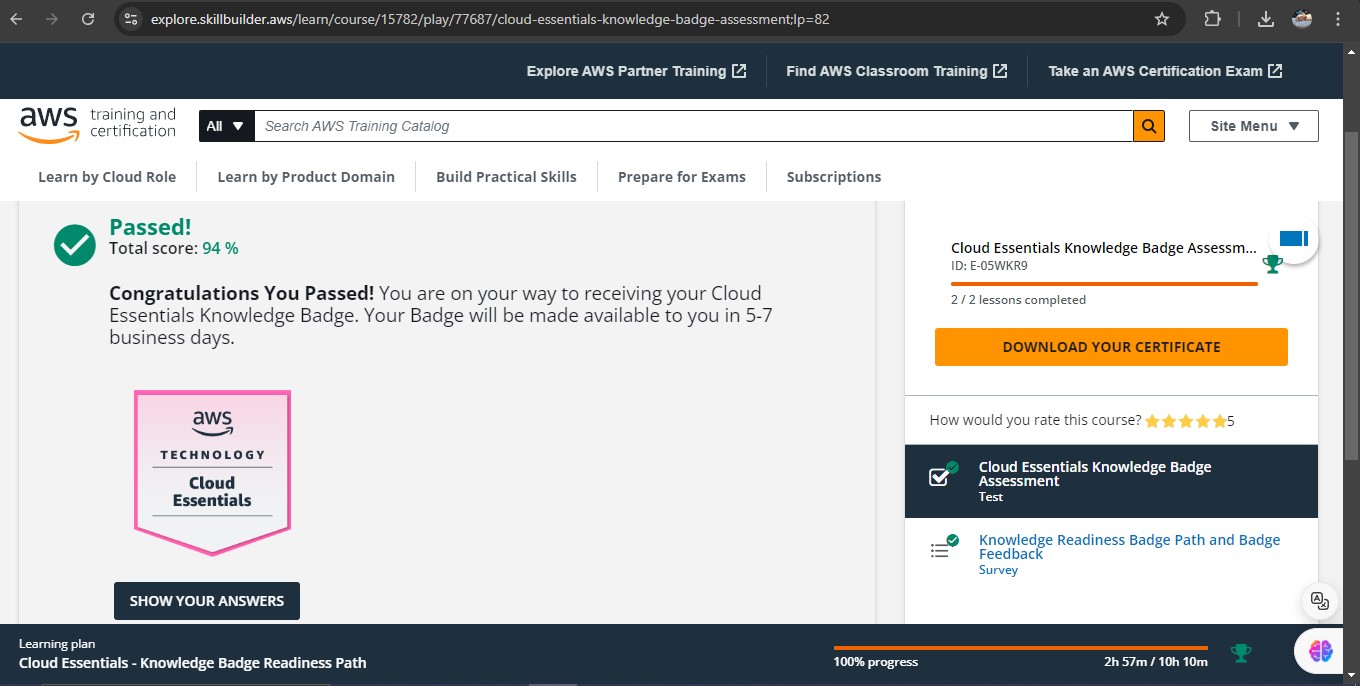 explore.skillbuilder.aws/learn/course/15782/play/77687/cloud-essentials-knowledge-badge-assessment;lp=82
Explore AWS Partner Training
Find AWS Classroom Training
Take an AWS Certification Exam
aws training and certification
All
Search AWS Training Catalog
Site Menu
Learn by Cloud Role
Learn by Product Domain
Build Practical Skills
Prepare for Exams
Subscriptions
Passed!
Total score: 94 %
Congratulations You Passed! You are on your way to receiving your Cloud
Essentials Knowledge Badge. Your Badge will be made available to you in 5-7
business days.
aws
TECHNOLOGY
Cloud
Essentials
SHOW YOUR ANSWERS
Cloud Essentials Knowledge Badge Assessm...
ID: E-05WKR9
2 / 2 lessons completed
DOWNLOAD YOUR CERTIFICATE
How would you rate this course? 5
Cloud Essentials Knowledge Badge
Assessment
Test
Knowledge Readiness Badge Path and Badge
Feedback
Survey
Learning plan
Cloud Essentials - Knowledge Badge Readiness Path
100% progress
2h 57m / 10h 10m